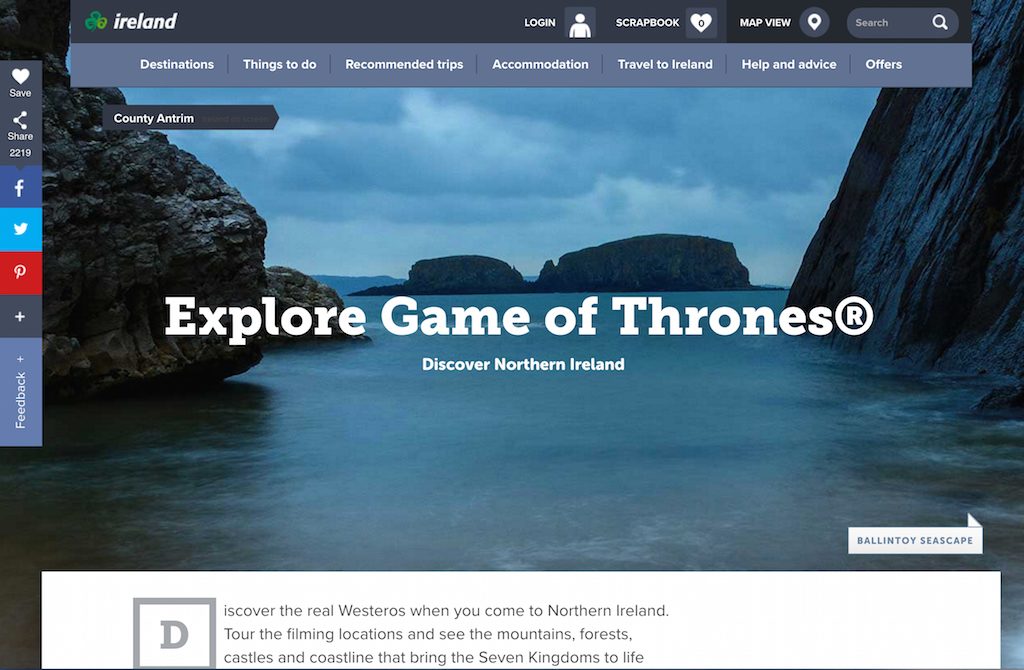 ireland
LOGIN
SCRAPBOOK
0
MAP VIEW
Search
Destinations
Things to do
Recommended trips
Accommodation
Travel to Ireland
Help and advice
Offers
Save
Share
2219
f
+
Feedback +
County Antrim
Explore Game of Thrones®
Discover Northern Ireland
BALLINTOY SEASCAPE
Discover the real Westeros when you come to Northern Ireland.
Tour the filming locations and see the mountains, forests,
castles and coastline that bring the Seven Kingdoms to life